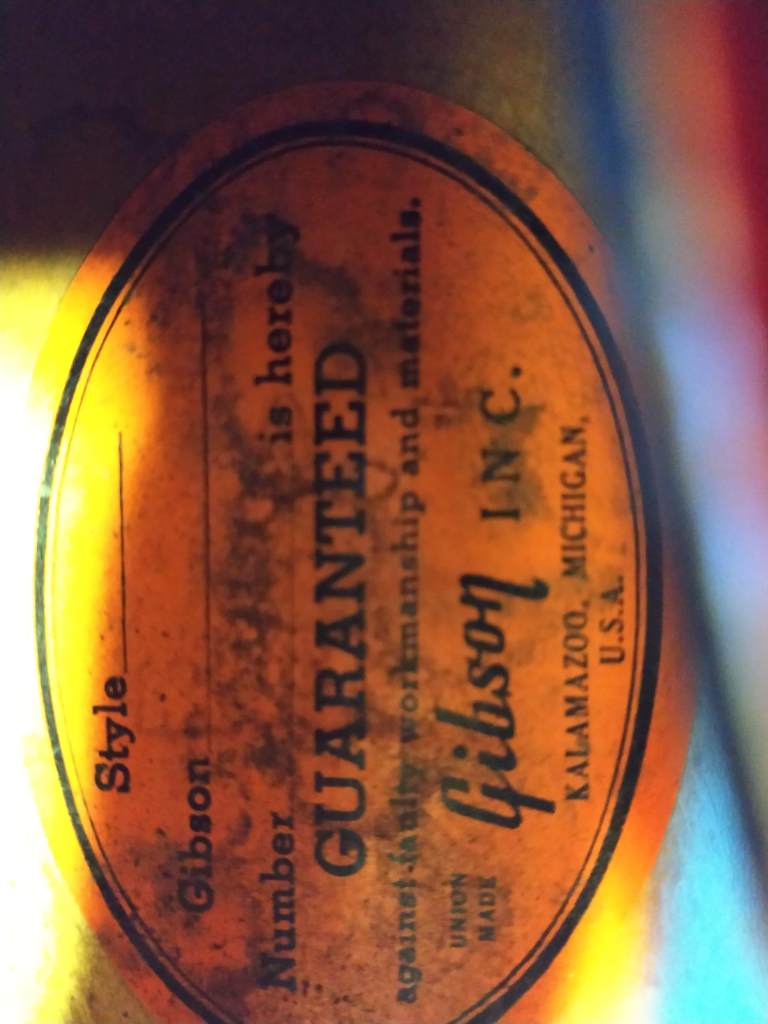 Style
Gibson
Number is hereby
GUARANTEED
against faulty workmanship and materials.
UNION
MADE
Gibson INC.
KALAMAZOO, MICHIGAN,
U.S.A.